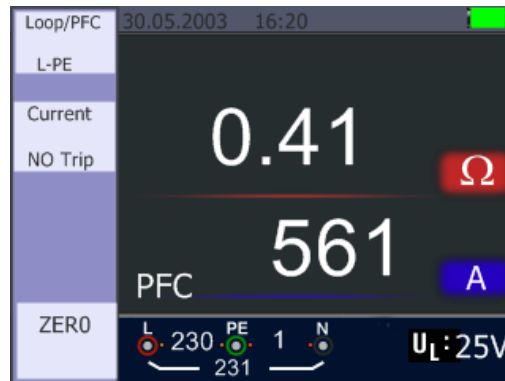 Loop/PFC 30.05.2003 16:20
L-PE
Current
NO Trip
0.41 Ω
561 A
PFC
ZERO
L 230 PE 1 N
231
UL:25V